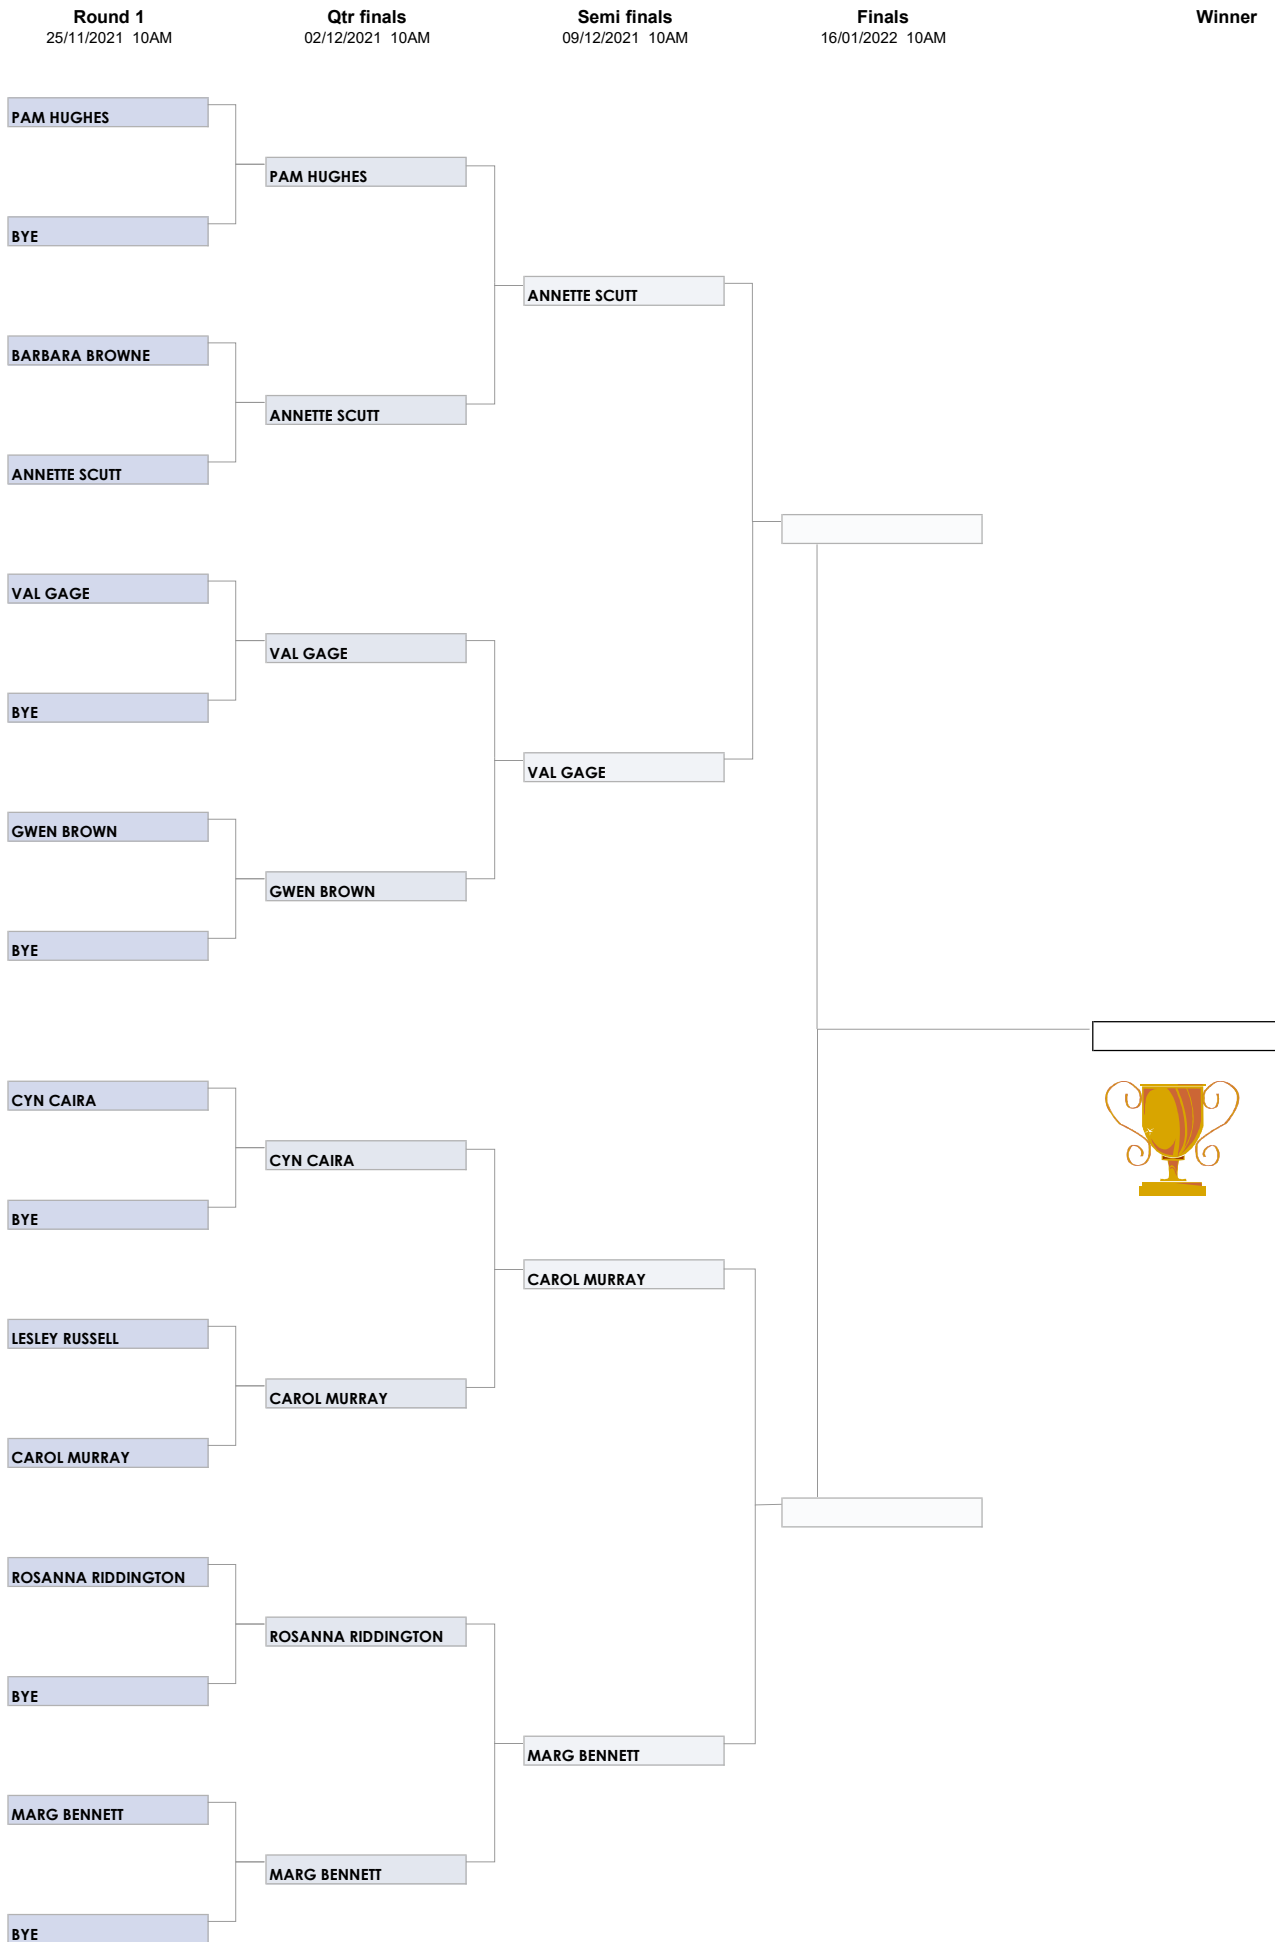 Round 1
25/11/2021 10AM
Qtr finals
02/12/2021 10AM
Semi finals
09/12/2021 10AM
Finals
16/01/2022 10AM
Winner
PAM HUGHES
PAM HUGHES
BYE
ANNETTE SCUTT
BARBARA BROWNE
ANNETTE SCUTT
ANNETTE SCUTT
VAL GAGE
VAL GAGE
BYE
VAL GAGE
GWEN BROWN
GWEN BROWN
BYE
CYN CAIRA
CYN CAIRA
BYE
CAROL MURRAY
LESLEY RUSSELL
CAROL MURRAY
CAROL MURRAY
ROSANNA RIDDINGTON
ROSANNA RIDDINGTON
BYE
MARG BENNETT
MARG BENNETT
MARG BENNETT
BYE